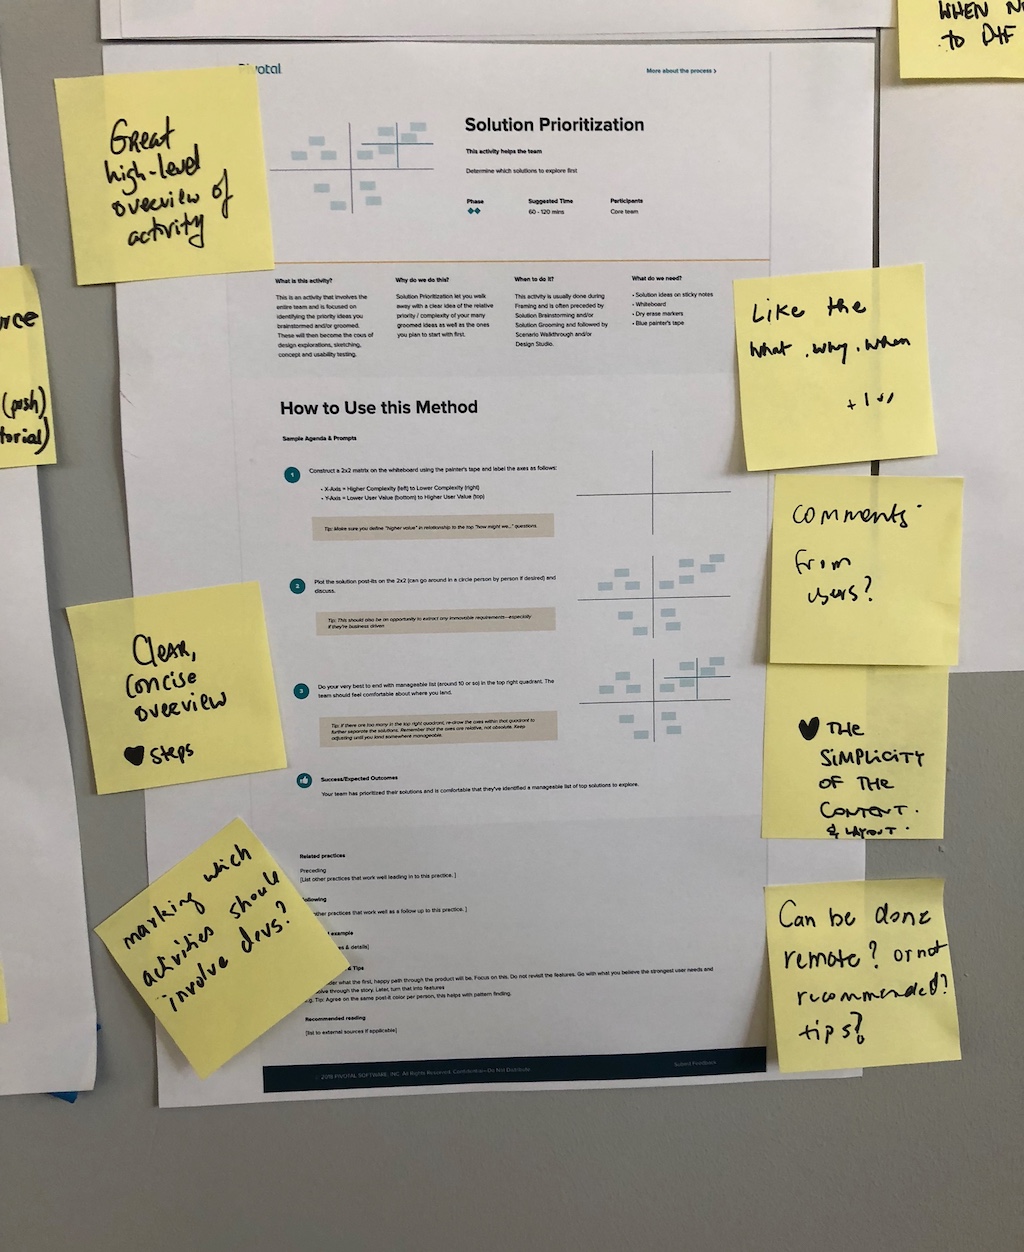 WHEN N
to DtF
Pivotal
More about the process >
Great
high-level
overview of
activity
Solution Prioritization
This activity helps the team
Determine which solutions to explore first
Phase
Suggested Time
Participants
60 - 120 mins
Core team
What is this activity?
This is an activity that involves the
entire team and is focused on
identifying the priority ideas you
brainstormed and/or groomed.
These will then become the cous of
design explorations, sketching,
concept and usability testing.
Why do we do this?
Solution Prioritization let you walk
away with a clear idea of the relative
priority / complexity of your many
groomed ideas as well as the ones
you plan to start with first.
When to do it?
This activity is usually done during
Framing and is often preceded by
Solution Brainstorming and/or
Solution Grooming and followed by
Scenario Walkthrough and/or
Design Studio.
What do we need?
• Solution ideas on sticky notes
• Whiteboard
• Dry erase markers
• Blue painter's tape
(push)
torial)
Like the
What, why, when
+1
How to Use this Method
Sample Agenda & Prompts
1
Construct a 2x2 matrix on the whiteboard using the painter's tape and label the axes as follows:
• X-Axis = Higher Complexity (left) to Lower Complexity (right)
• Y-Axis = Lower User Value (bottom) to Higher User Value (top)
Tip: Make sure you define "higher value" in relationship to the top "how might we..." questions.
2
Plot the solution post-its on the 2x2 (can go around in a circle person by person if desired) and
discuss.
Tip: This should also be an opportunity to extract any immovable requirements—especially
if they're business driven.
3
Do your very best to end with manageable list (around 10 or so) in the top right quadrant. The
team should feel comfortable about where you land.
Tip: If there are too many in the top right quadrant, re-draw the axes within that quadrant to
further separate the solutions. Remember that the axes are relative, not absolute. Keep
adjusting until you land somewhere manageable.
Success/Expected Outcomes
Your team has prioritized their solutions and is comfortable that they've identified a manageable list of top solutions to explore.
comments
from
users?
Clear,
concise
overview
♥ Steps
♥ THE
SiMPLiCiTY
OF THE
CONTENT.
& LAYOUT.
Related practices
Preceding
[List other practices that work well leading in to this practice.]
llowing
other practices that work well as a follow up to this practice. ]
example
& details]
Tips
der what the first, happy path through the product will be. Focus on this. Do not revisit the features. Go with what you believe the strongest user needs and
olve through the story. Later, turn that into features
e.g. Tip: Agree on the same post-it color per person, this helps with pattern finding.
Recommended reading
[list to external sources if applicable]
marking which
activities should
involve devs?
Can be done
remote? or not
recommended?
tips?
© 2018 PIVOTAL SOFTWARE, INC. All Rights Reserved. Confidential—Do Not Distribute
Submit Feedback